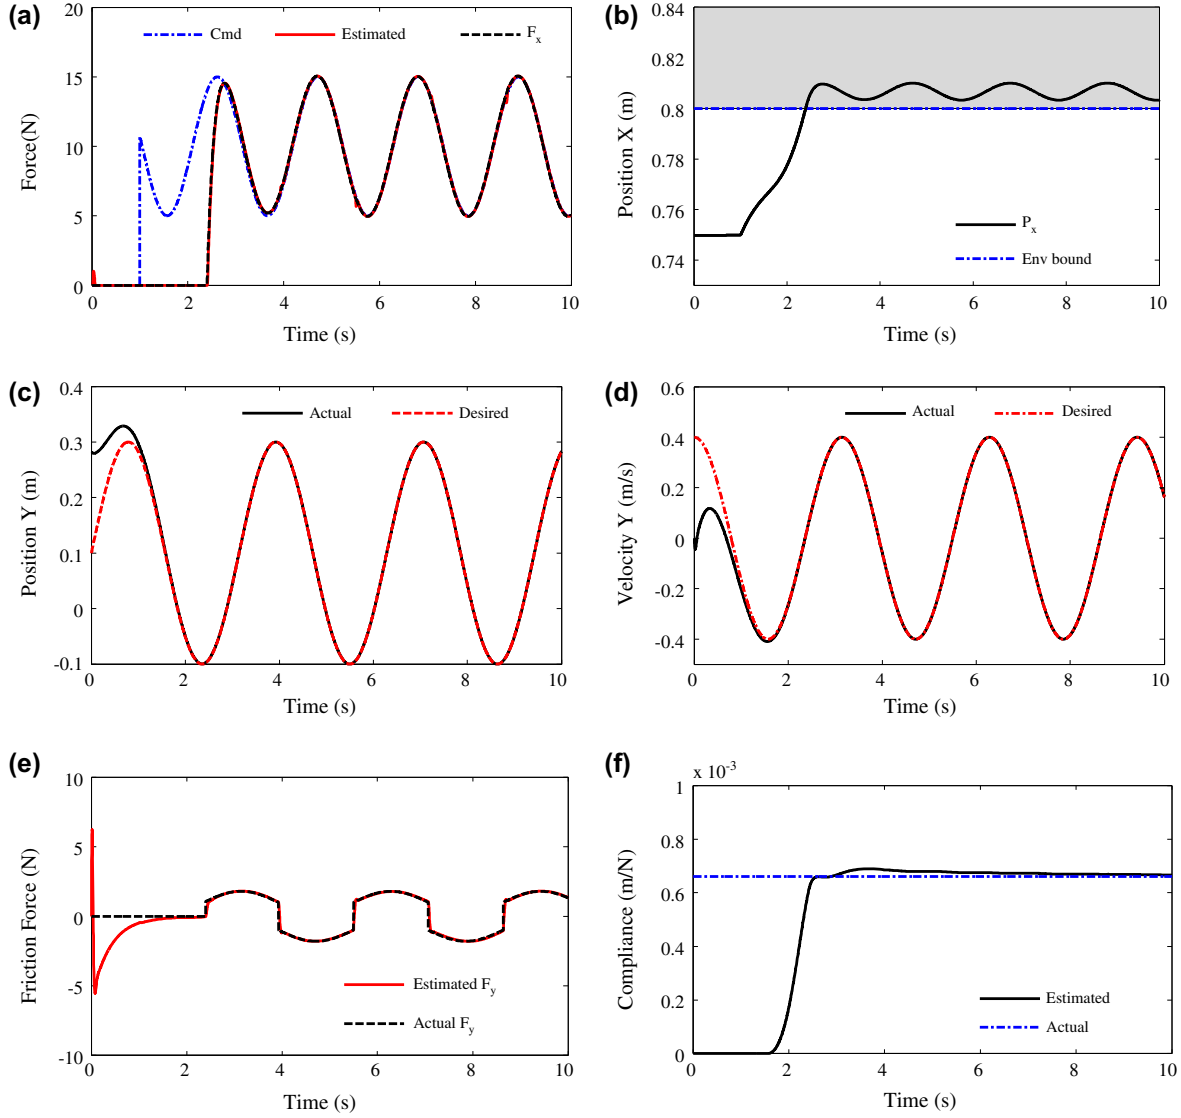 (a)
20
15
10
5
0
Force(N)
Cmd
Estimated
F_x
0 2 4 6 8 10
Time (s)
(b)
0.84
0.82
0.8
0.78
0.76
0.74
Position X (m)
P_x
Env bound
0 2 4 6 8 10
Time (s)
(c)
0.4
0.3
0.2
0.1
0
-0.1
Position Y (m)
Actual
Desired
0 2 4 6 8 10
Time (s)
(d)
0.6
0.4
0.2
0
-0.2
-0.4
Velocity Y (m/s)
Actual
Desired
0 2 4 6 8 10
Time (s)
(e)
10
5
0
-5
-10
Friction Force (N)
Estimated F_y
Actual F_y
0 2 4 6 8 10
Time (s)
(f)
x 10^-3
1
0.8
0.6
0.4
0.2
0
Compliance (m/N)
Estimated
Actual
0 2 4 6 8 10
Time (s)